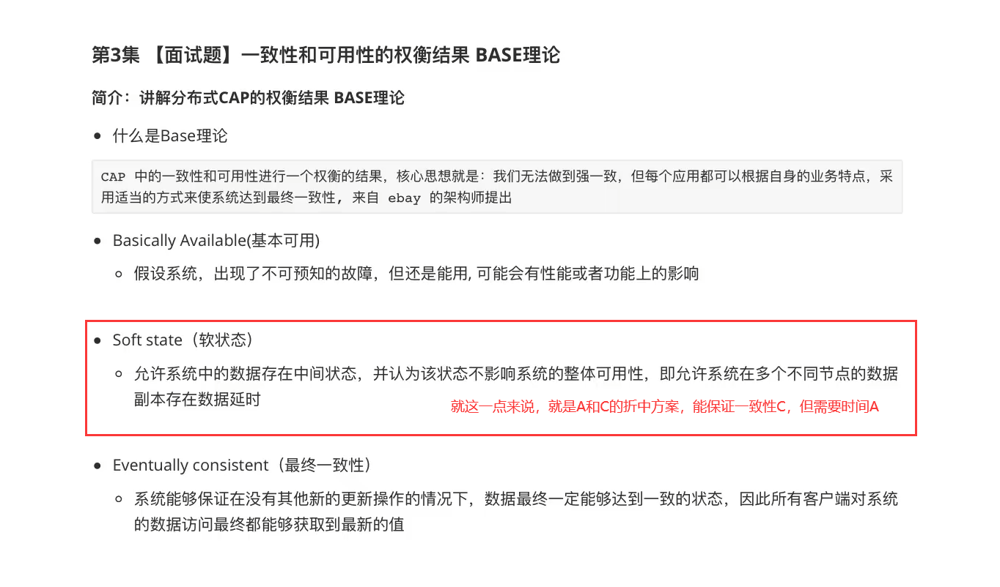 第3集 【面试题】一致性和可用性的权衡结果 BASE理论
简介：讲解分布式CAP的权衡结果 BASE理论
什么是Base理论
CAP 中的一致性和可用性进行一个权衡的结果，核心思想就是：我们无法做到强一致，但每个应用都可以根据自身的业务特点，采
用适当的方式来使系统达到最终一致性, 来自 ebay 的架构师提出
Basically Available(基本可用)
假设系统，出现了不可预知的故障，但还是能用, 可能会有性能或者功能上的影响
Soft state（软状态）
允许系统中的数据存在中间状态，并认为该状态不影响系统的整体可用性，即允许系统在多个不同节点的数据
副本存在数据延时
就这一点来说，就是A和C的折中方案，能保证一致性C，但需要时间A
Eventually consistent（最终一致性）
系统能够保证在没有其他新的更新操作的情况下，数据最终一定能够达到一致的状态，因此所有客户端对系统
的数据访问最终都能够获取到最新的值